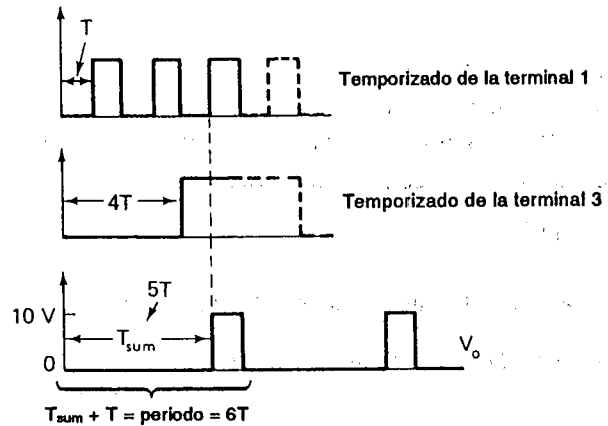 T
Temporizado de la terminal 1
4T
Temporizado de la terminal 3
5T
10 V
T_sum
0
V_o
T_sum + T = periodo = 6T